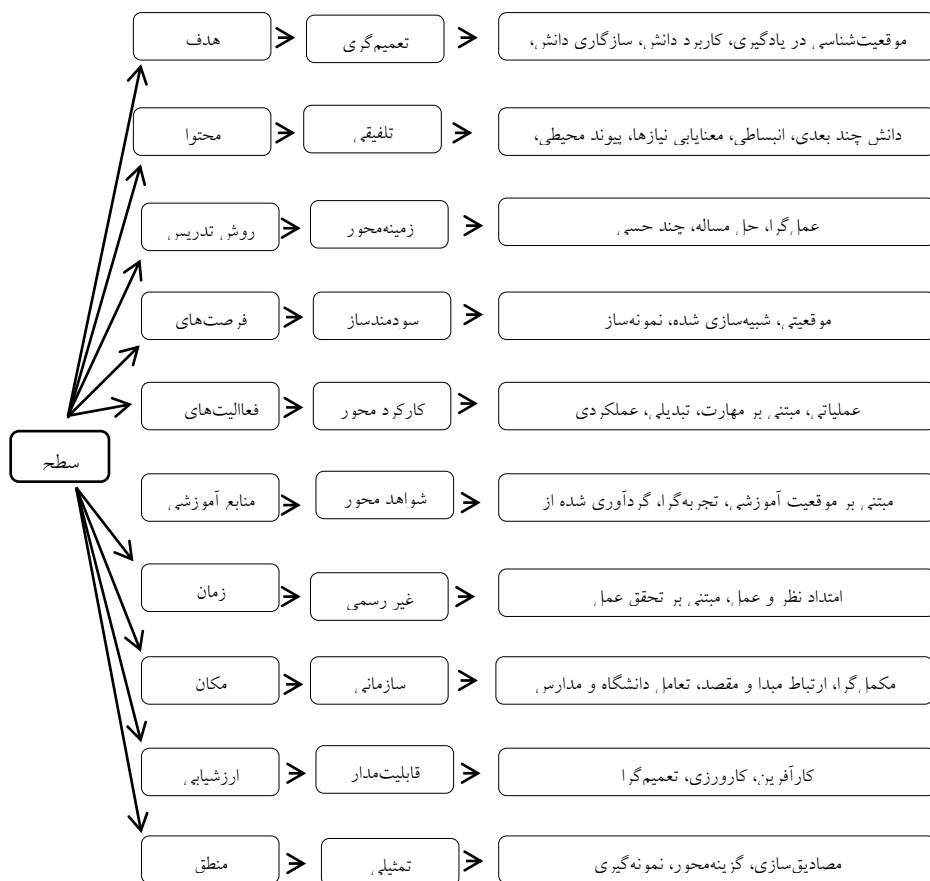 هدف
تعمیم‌گری
موقعیت‌شناسی در یادگیری، کاربرد دانش، سازگاری دانش،
محتوا
تلفیقی
دانش چند بعدی، انبساطی، معنایابی نیازها، پیوند محیطی،
روش تدریس
زمینه‌محور
عمل‌گرا، حل مساله، چند حسی
فرصت‌های
سودمندساز
موقعیتی، شبیه‌سازی شده، نمونه‌ساز
فعاالیت‌های
کارکرد محور
عملیاتی، مبتنی بر مهارت، تبدیلی، عملکردی
سطح
منابع آموزشی
شواهد محور
مبتنی بر موقعیت آموزشی، تجربه‌گرا، گردآوری شده از
زمان
غیر رسمی
امتداد نظر و عمل، مبتنی بر تحقق عمل
مکان
سازمانی
مکمل‌گرا، ارتباط مبدا و مقصد، تعامل دانشگاه و مدارس
ارزشیابی
قابلیت‌مدار
کارآفرین، کارورزی، تعمیم‌گرا
منطق
تمثیلی
مصادیق‌سازی، گزینه‌محور، نمونه‌گیری